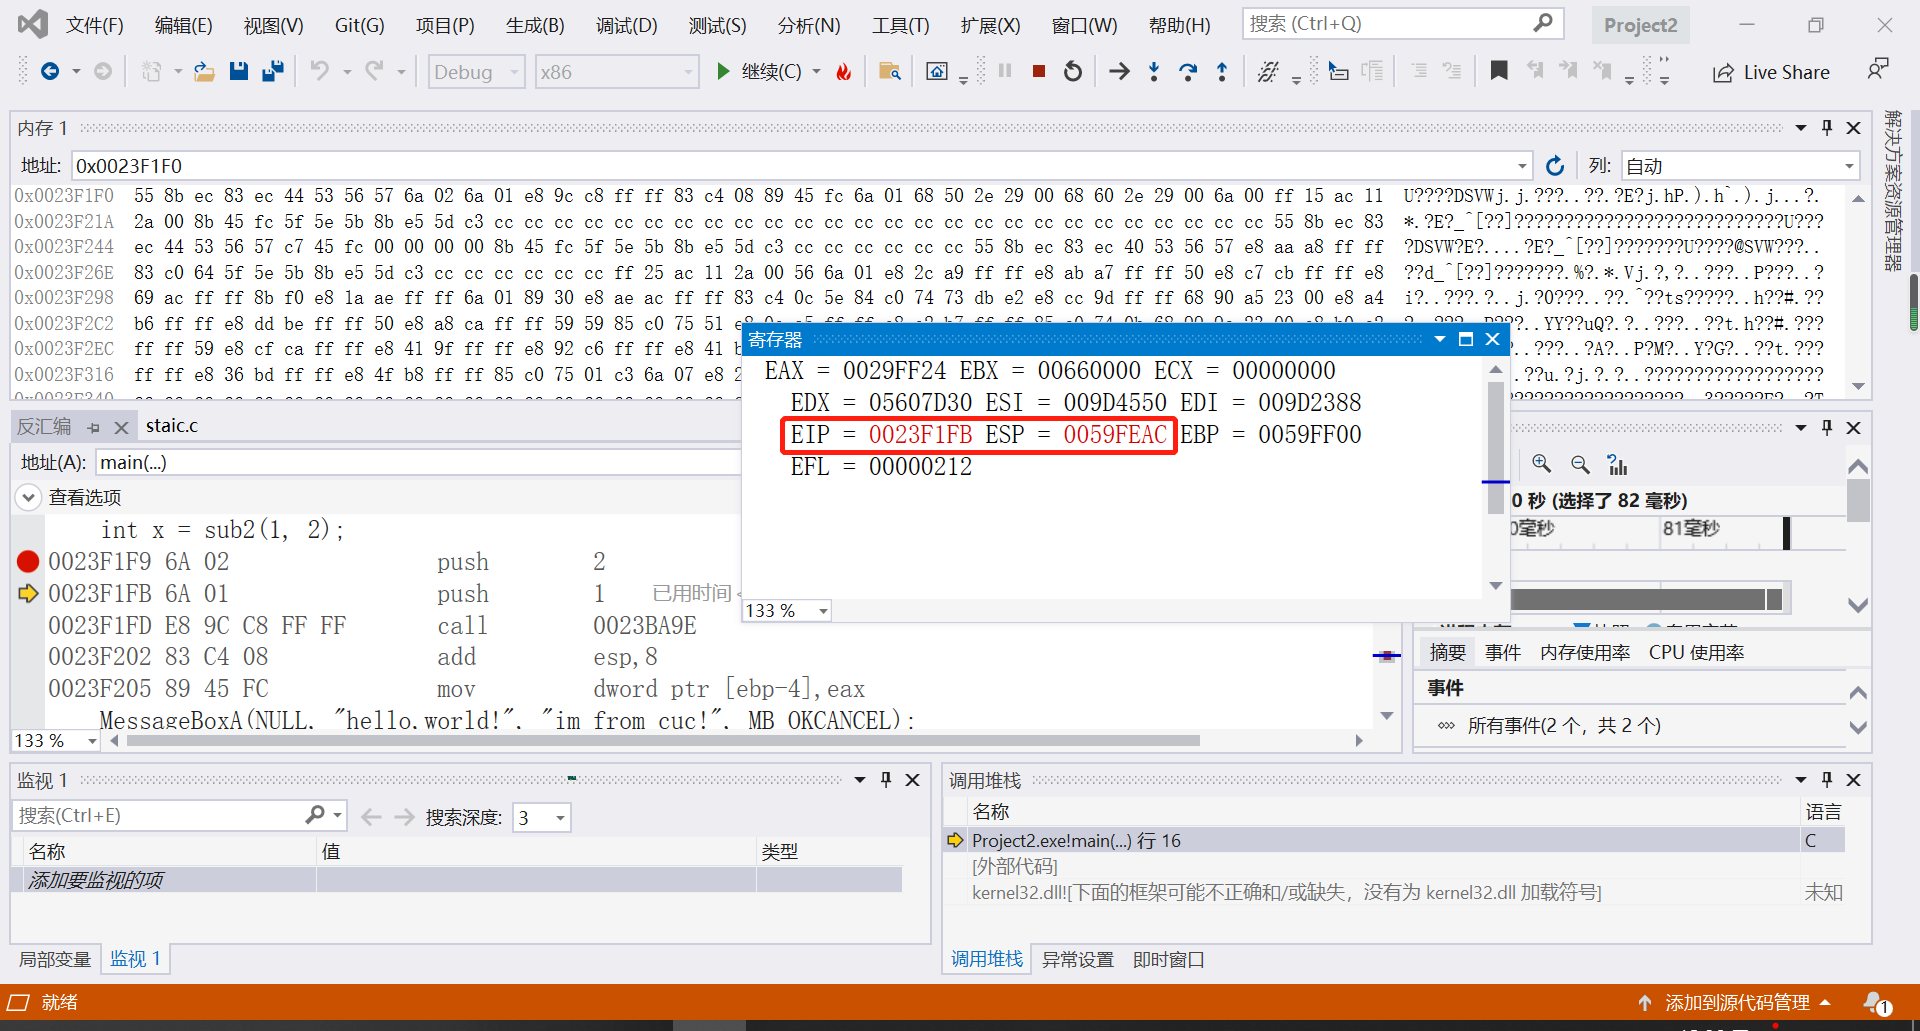 文件(F) 编辑(E) 视图(V) Git(G) 项目(P) 生成(B) 调试(D) 测试(S) 分析(N) 工具(T) 扩展(X) 窗口(W) 帮助(H) 搜索 (Ctrl+Q) Project2
Debug x86 继续(C) Live Share
内存 1
地址: 0x0023F1F0 列: 自动
0x0023F1F0 55 8b ec 83 ec 44 53 56 57 6a 02 6a 01 e8 9c c8 ff ff 83 c4 08 89 45 fc 6a 01 68 50 2e 29 00 68 60 2e 29 00 6a 00 ff 15 ac 11 U????DSVWj.j.???..??.?E?j.hP.).h`.).j...?.
0x0023F21A 2a 00 8b 45 fc 5f 5e 5b 8b e5 5d c3 cc cc cc cc cc cc cc cc cc cc cc cc cc cc cc cc cc cc cc cc cc cc cc cc cc cc 55 8b ec 83 *.?E?_^[??]???????????????????????????U???
0x0023F244 ec 44 53 56 57 c7 45 fc 00 00 00 00 8b 45 fc 5f 5e 5b 8b e5 5d c3 cc cc cc cc cc cc 55 8b ec 83 ec 40 53 56 57 e8 aa a8 ff ff ?DSVW?E?....?E?_^[??]???????U????@SVW???..
0x0023F26E 83 c0 64 5f 5e 5b 8b e5 5d c3 cc cc cc cc cc cc ff 25 ac 11 2a 00 56 6a 01 e8 2c a9 ff ff e8 ab a7 ff ff 50 e8 c7 cb ff ff e8 ??d_^[??]???????.%?.*.Vj.?,?..???..P???..?
0x0023F298 69 ac ff ff 8b f0 e8 1a ae ff ff 6a 01 89 30 e8 ae ac ff ff 83 c4 0c 5e 84 c0 74 73 db e2 e8 cc 9d ff ff 68 90 a5 23 00 e8 a4 i?..???.?..j.?0???..??.^??ts?????..h??#.??
0x0023F2C2 b6 ff ff e8 dd be ff ff 50 e8 a8 ca ff ff 59 59 85 c0 75 51
0x0023F2EC ff ff 59 e8 cf ca ff ff e8 41 9f ff ff e8 92 c6 ff ff e8 41
0x0023F316 ff ff e8 36 bd ff ff e8 4f b8 ff ff 85 c0 75 01 c3 6a 07 e8
寄存器
EAX = 0029FF24 EBX = 00660000 ECX = 00000000
EDX = 05607D30 ESI = 009D4550 EDI = 009D2388
EIP = 0023F1FB ESP = 0059FEAC EBP = 0059FF00
EFL = 00000212
133 %
反汇编 staic.c
地址(A): main(...)
查看选项
int x = sub2(1, 2);
0023F1F9 6A 02 push 2
0023F1FB 6A 01 push 1 已用时间
0023F1FD E8 9C C8 FF FF call 0023BA9E
0023F202 83 C4 08 add esp,8
0023F205 89 45 FC mov dword ptr [ebp-4],eax
MessageBoxA(NULL, "hello,world!", "im from cuc!", MB_OKCANCEL);
133 %
0 秒 (选择了 82 毫秒)
0毫秒 81毫秒
摘要 事件 内存使用率 CPU 使用率
事件
所有事件(2 个，共 2 个)
解决方案资源管理器
监视 1
搜索(Ctrl+E) 搜索深度: 3
名称 值 类型
添加要监视的项
局部变量 监视 1
调用堆栈
名称 语言
Project2.exe!main(...) 行 16 C
[外部代码]
kernel32.dll![下面的框架可能不正确和/或缺失，没有为 kernel32.dll 加载符号] 未知
调用堆栈 异常设置 即时窗口
就绪 添加到源代码管理 1